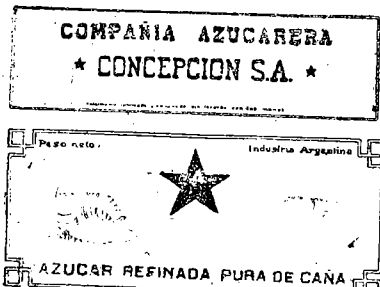 COMPAÑIA AZUCARERA
★ CONCEPCION S.A. ★
Peso neto:
Industria Argentina
AZUCAR REFINADA PURA DE CAÑA